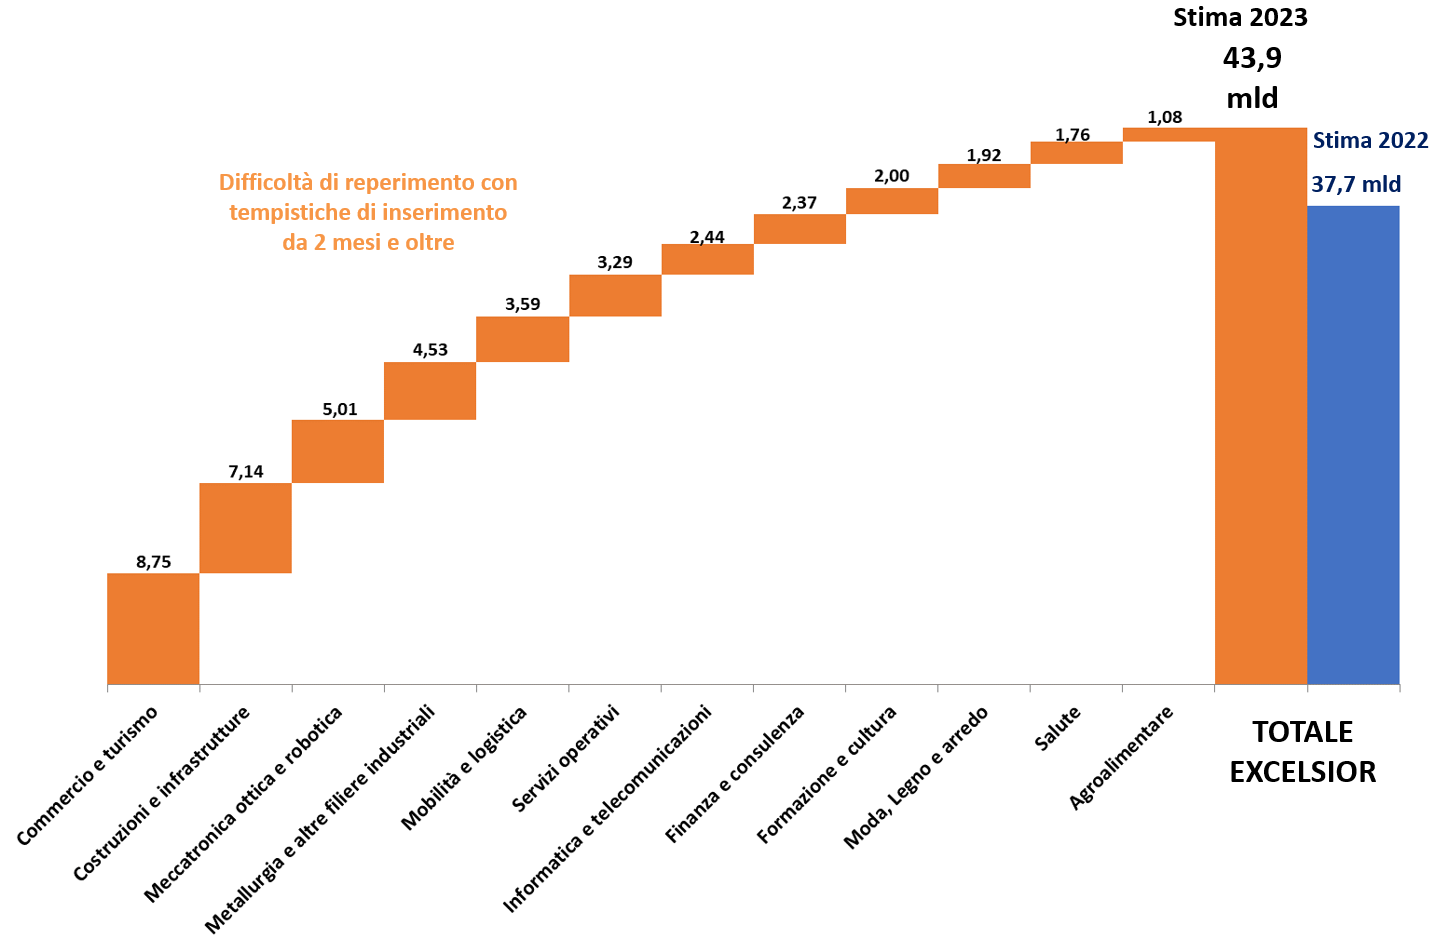 Stima 2023
43,9
mld
Stima 2022
37,7 mld
Difficoltà di reperimento con
tempistiche di inserimento
da 2 mesi e oltre
8,75
7,14
5,01
4,53
3,59
3,29
2,44
2,37
2,00
1,92
1,76
1,08
Commercio e turismo
Costruzioni e infrastrutture
Meccatronica ottica e robotica
Metallurgia e altre filiere industriali
Mobilità e logistica
Servizi operativi
Informatica e telecomunicazioni
Finanza e consulenza
Formazione e cultura
Moda, Legno e arredo
Salute
Agroalimentare
TOTALE
EXCELSIOR